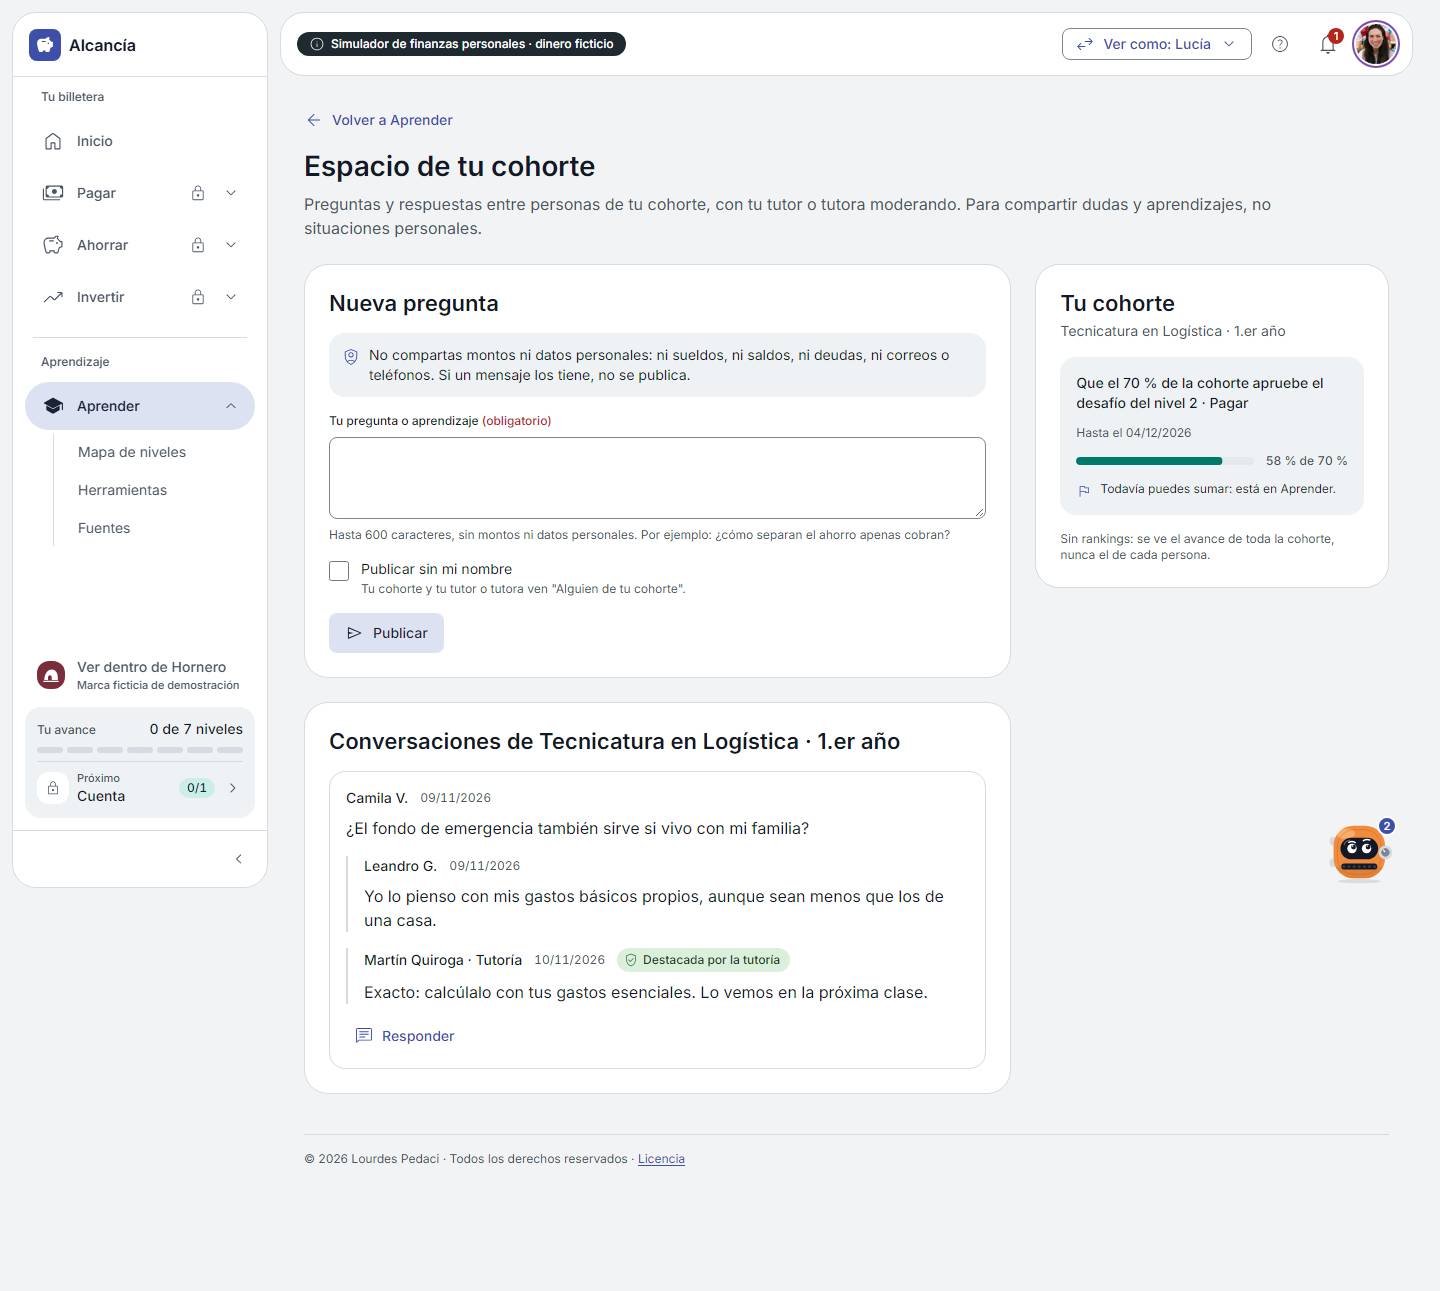 Alcancía
Simulador de finanzas personales · dinero ficticio
Ver como: Lucía
1
Tu billetera
Inicio
Pagar
Ahorrar
Invertir
Aprendizaje
Aprender
Mapa de niveles
Herramientas
Fuentes
Ver dentro de Hornero
Marca ficticia de demostración
Tu avance
0 de 7 niveles
Próximo
Cuenta
0/1
Volver a Aprender
Espacio de tu cohorte
Preguntas y respuestas entre personas de tu cohorte, con tu tutor o tutora moderando. Para compartir dudas y aprendizajes, no
situaciones personales.
Nueva pregunta
No compartas montos ni datos personales: ni sueldos, ni saldos, ni deudas, ni correos o
teléfonos. Si un mensaje los tiene, no se publica.
Tu pregunta o aprendizaje (obligatorio)
Hasta 600 caracteres, sin montos ni datos personales. Por ejemplo: ¿cómo separan el ahorro apenas cobran?
Publicar sin mi nombre
Tu cohorte y tu tutor o tutora ven "Alguien de tu cohorte".
Publicar
Tu cohorte
Tecnicatura en Logística · 1.er año
Que el 70 % de la cohorte apruebe el
desafío del nivel 2 · Pagar
Hasta el 04/12/2026
58 % de 70 %
Todavía puedes sumar: está en Aprender.
Sin rankings: se ve el avance de toda la cohorte,
nunca el de cada persona.
Conversaciones de Tecnicatura en Logística · 1.er año
Camila V. 09/11/2026
¿El fondo de emergencia también sirve si vivo con mi familia?
Leandro G. 09/11/2026
Yo lo pienso con mis gastos básicos propios, aunque sean menos que los de
una casa.
Martín Quiroga · Tutoría 10/11/2026 Destacada por la tutoría
Exacto: calcúlalo con tus gastos esenciales. Lo vemos en la próxima clase.
Responder
2
© 2026 Lourdes Pedaci · Todos los derechos reservados · Licencia